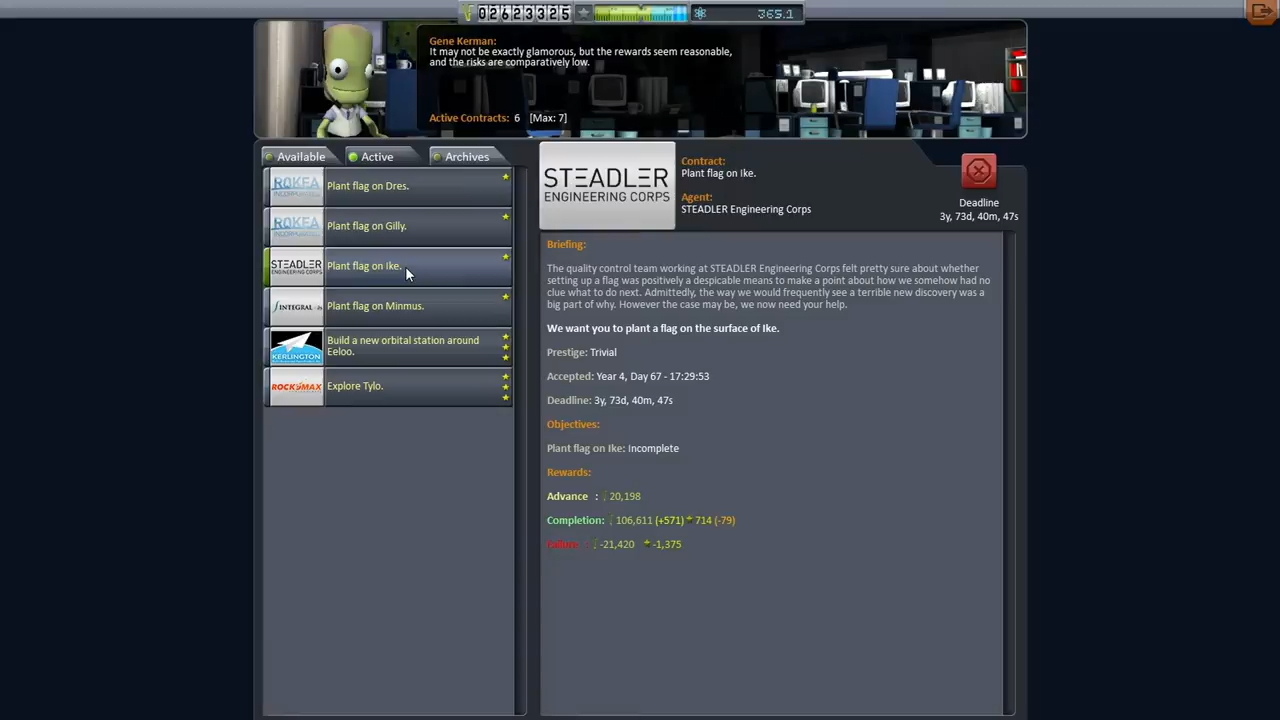 02623325
365.1
Gene Kerman:
It may not be exactly glamorous, but the rewards seem reasonable,
and the risks are comparatively low.
Active Contracts: 6 [Max: 7]
Available
Active
Archives
ROKEA
INCORPORATED
Plant flag on Dres.
ROKEA
INCORPORATED
Plant flag on Gilly.
STEADLER
ENGINEERING CORPS
Plant flag on Ike.
INTEGRAL
Plant flag on Minmus.
KERLINGTON
Build a new orbital station around
Eeloo.
ROCKOMAX
Explore Tylo.
STEADLER
ENGINEERING CORPS
Contract:
Plant flag on Ike.
Agent:
STEADLER Engineering Corps
Deadline
3y, 73d, 40m, 47s
Briefing:
The quality control team working at STEADLER Engineering Corps felt pretty sure about whether
setting up a flag was positively a despicable means to make a point about how we somehow had no
clue what to do next. Admittedly, the way we would frequently see a terrible new discovery was a
big part of why. However the case may be, we now need your help.
We want you to plant a flag on the surface of Ike.
Prestige: Trivial
Accepted: Year 4, Day 67 - 17:29:53
Deadline: 3y, 73d, 40m, 47s
Objectives:
Plant flag on Ike: Incomplete
Rewards:
Advance : 20,198
Completion: 106,611 (+571) 714 (-79)
Failure : -21,420 -1,375